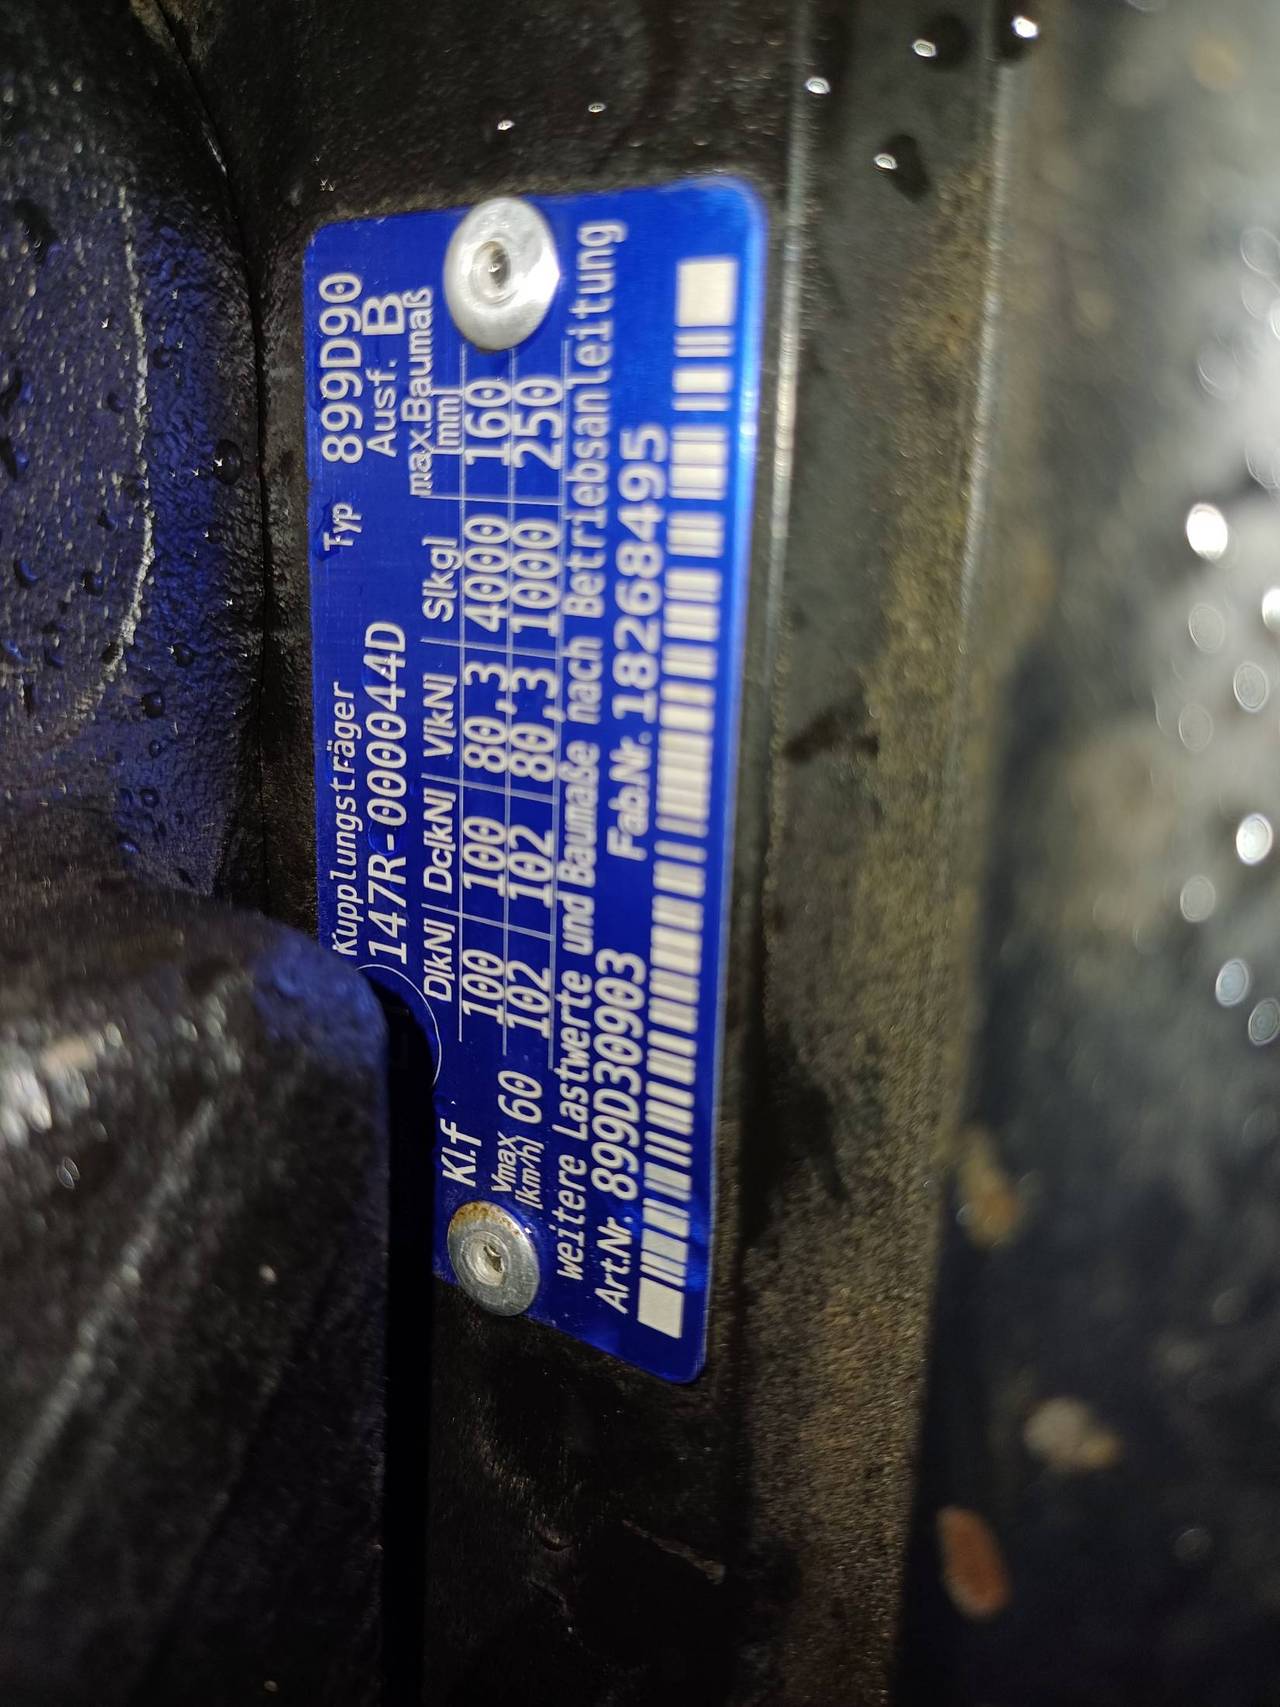 Kupplungsträger Typ 899D90
147R-000044D Ausf. B
D[kN] Dc[kN] V[kN] S[kg] max.Baumaß [mm]
Kl.f 100 100 80,3 4000 160
Vmax [km/h] 60 102 102 80,3 1000 250
weitere Lastwerte und Baumaße nach Betriebsanleitung
Art.Nr. 899D30903 Fab.Nr. 18268495